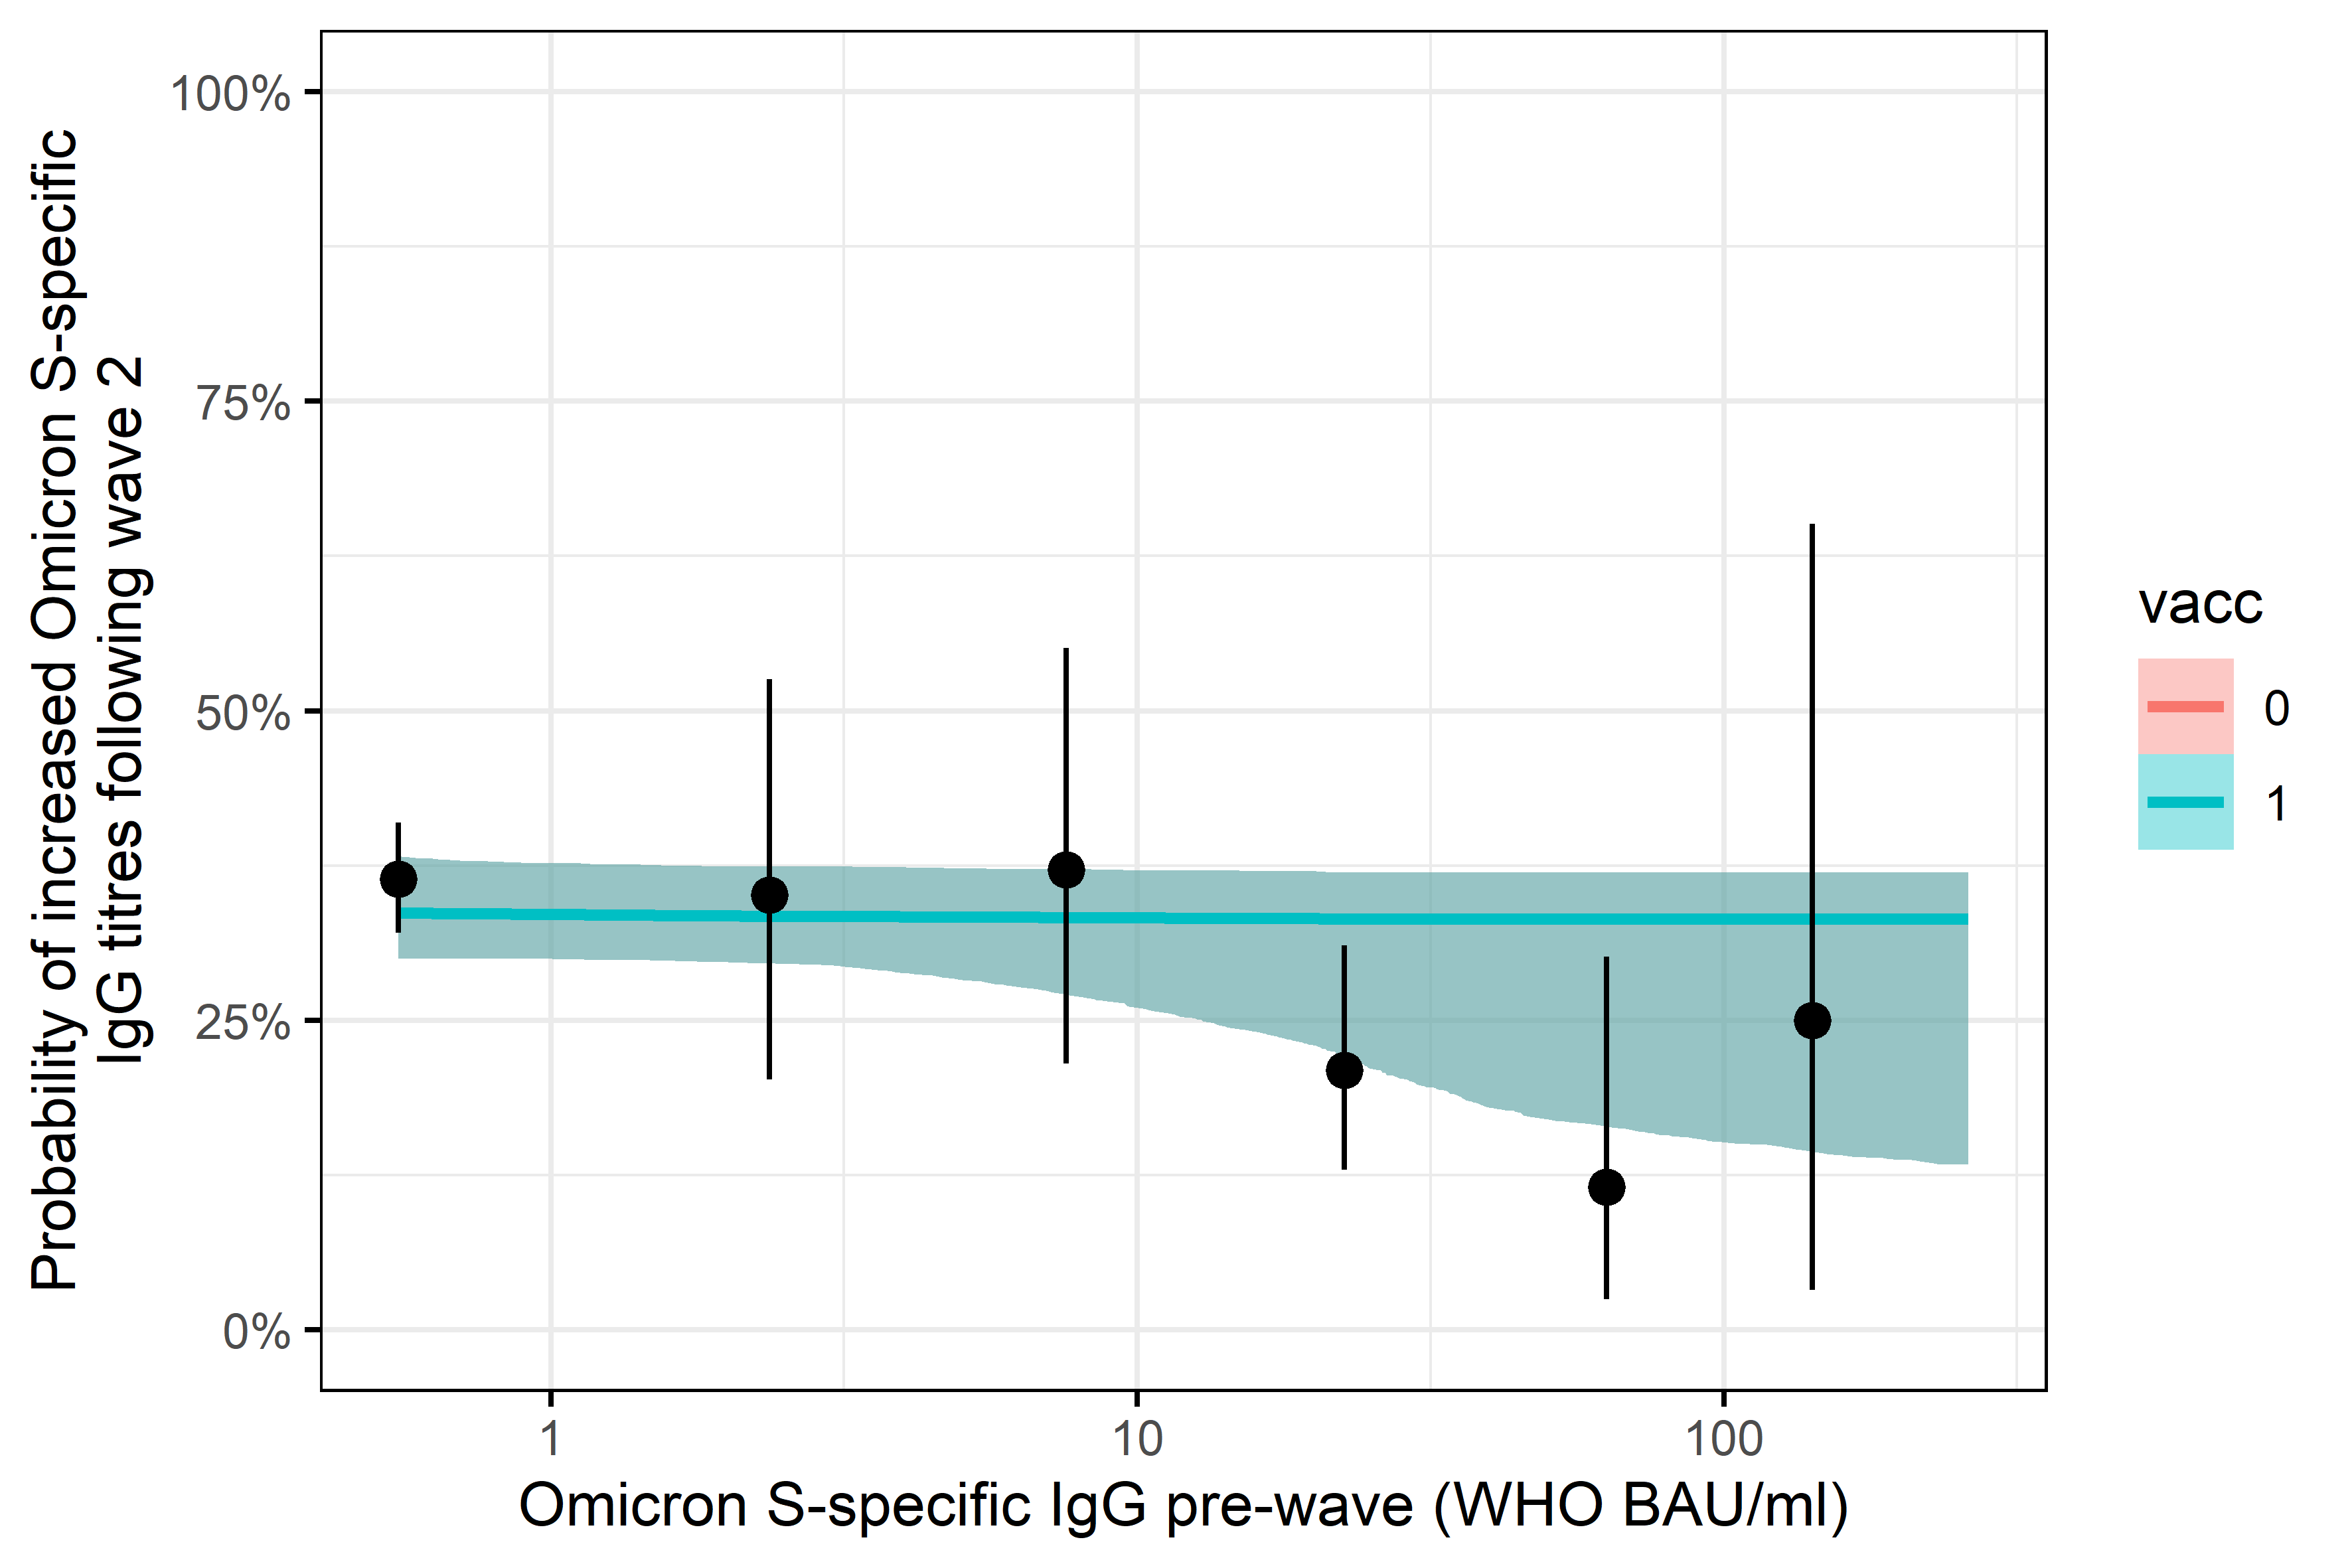 Probability of increased Omicron S-specific
IgG titres following wave 2
100%
75%
50%
25%
0%
1
10
100
Omicron S-specific IgG pre-wave (WHO BAU/ml)
vacc
0
1